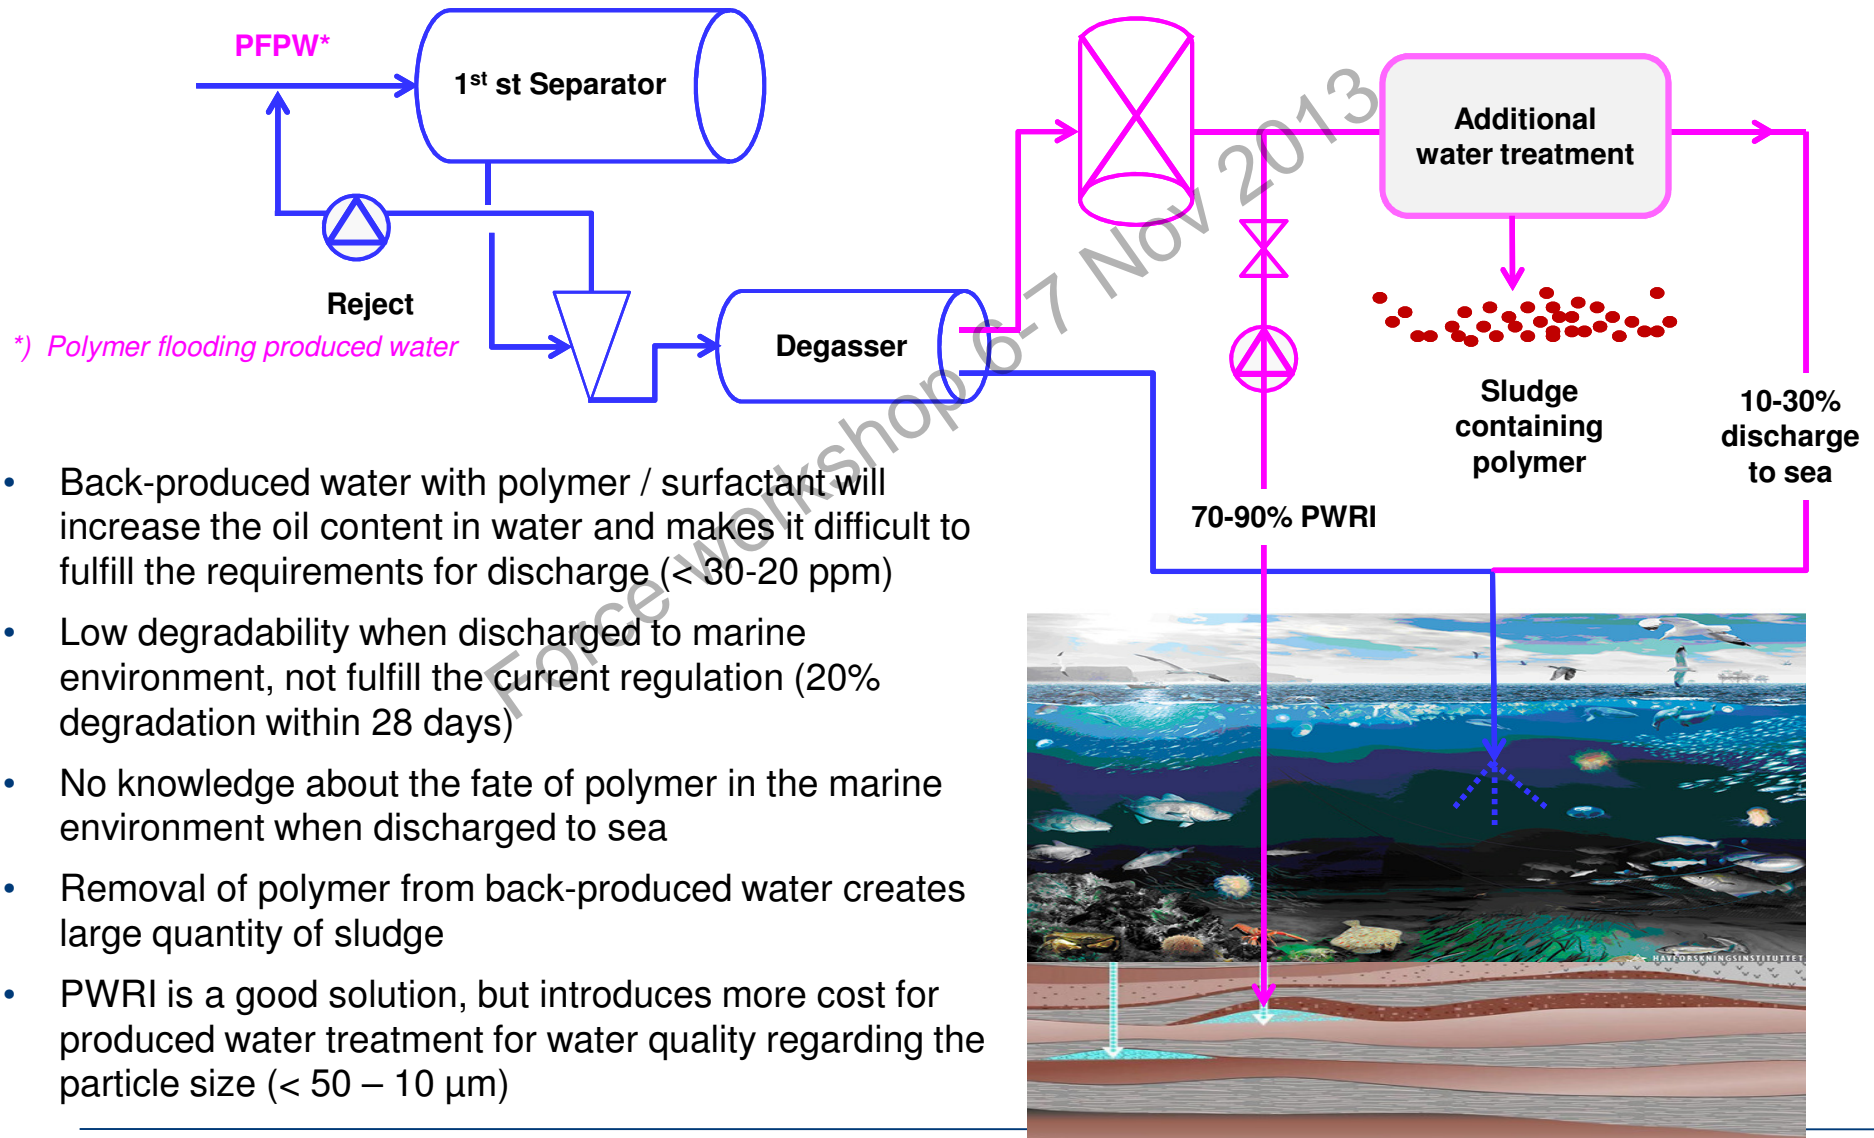 PFPW*
1st st Separator
Reject
*) Polymer flooding produced water
Degasser
Additional
water treatment
Sludge
containing
polymer
10-30%
discharge
to sea
70-90% PWRI
• Back-produced water with polymer / surfactant will
increase the oil content in water and makes it difficult to
fulfill the requirements for discharge (< 30-20 ppm)
• Low degradability when discharged to marine
environment, not fulfill the current regulation (20%
degradation within 28 days)
• No knowledge about the fate of polymer in the marine
environment when discharged to sea
• Removal of polymer from back-produced water creates
large quantity of sludge
• PWRI is a good solution, but introduces more cost for
produced water treatment for water quality regarding the
particle size (< 50 – 10 µm)
Force workshop 6-7 Nov 2013
HAVFORSKNINGSINSTITUTTET